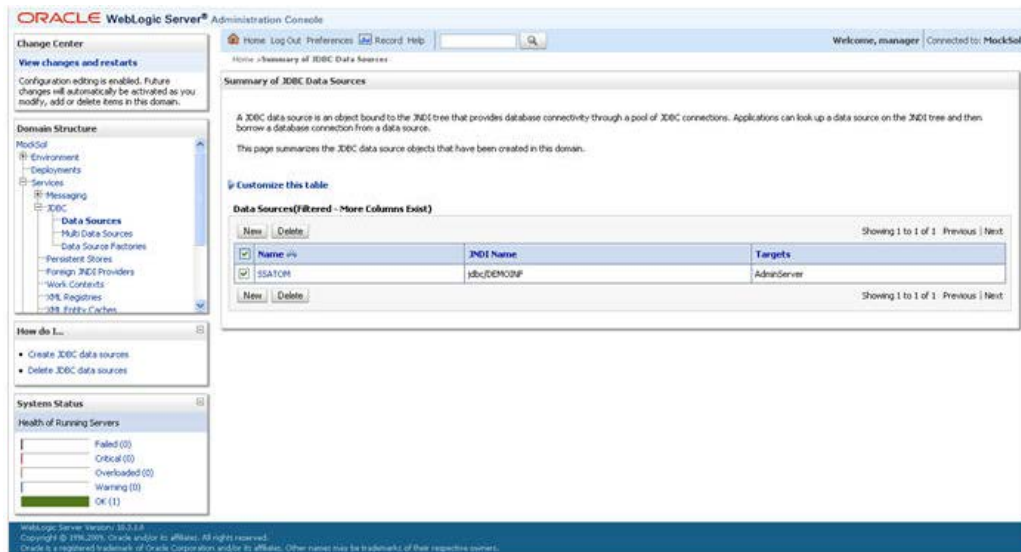 ORACLE WebLogic Server® Administration Console
Change Center
View changes and restarts
Configuration editing is enabled. Future
changes will automatically be activated as you
modify, add or delete items in this domain.
Domain Structure
MockSol
Environment
Deployments
Services
Messaging
JDBC
Data Sources
Multi Data Sources
Data Source Factories
Persistent Stores
Foreign JNDI Providers
Work Contexts
XML Registries
XML Entity Caches
How do I...
Create JDBC data sources
Delete JDBC data sources
System Status
Health of Running Servers
Failed (0)
Critical (0)
Overloaded (0)
Warning (0)
OK (1)
Home Log Out Preferences Record Help
Welcome, manager Connected to: MockSol
Home >Summary of JDBC Data Sources
Summary of JDBC Data Sources
A JDBC data source is an object bound to the JNDI tree that provides database connectivity through a pool of JDBC connections. Applications can look up a data source on the JNDI tree and then
borrow a database connection from a data source.
This page summarizes the JDBC data source objects that have been created in this domain.
Customize this table
Data Sources(Filtered - More Columns Exist)
New Delete Showing 1 to 1 of 1 Previous | Next
Name JNDI Name Targets
SSATOM jdbc/DEMOINF AdminServer
New Delete Showing 1 to 1 of 1 Previous | Next
WebLogic Server Version: 10.3.2.0
Copyright © 1996,2009, Oracle and/or its affiliates. All rights reserved.
Oracle is a registered trademark of Oracle Corporation and/or its affiliates. Other names may be trademarks of their respective owners.